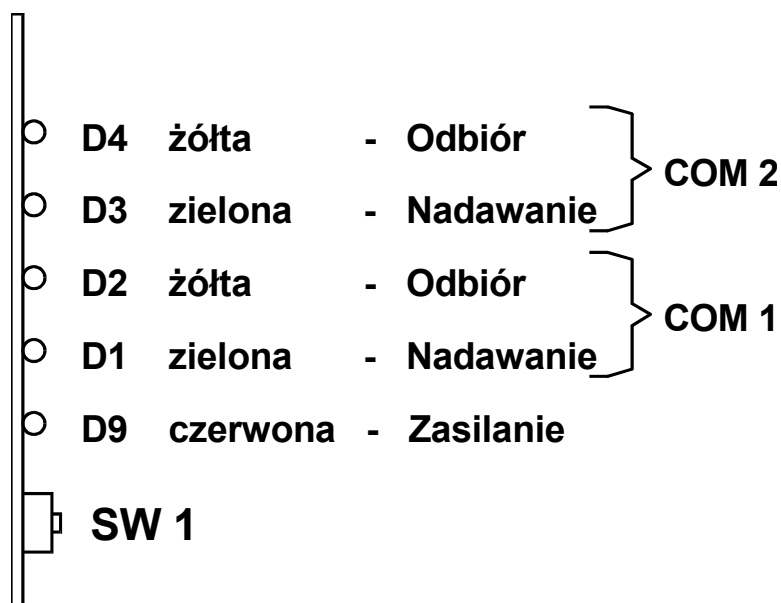 D4 żółta - Odbiór
COM 2
D3 zielona - Nadawanie
D2 żółta - Odbiór
COM 1
D1 zielona - Nadawanie
D9 czerwona - Zasilanie
SW 1